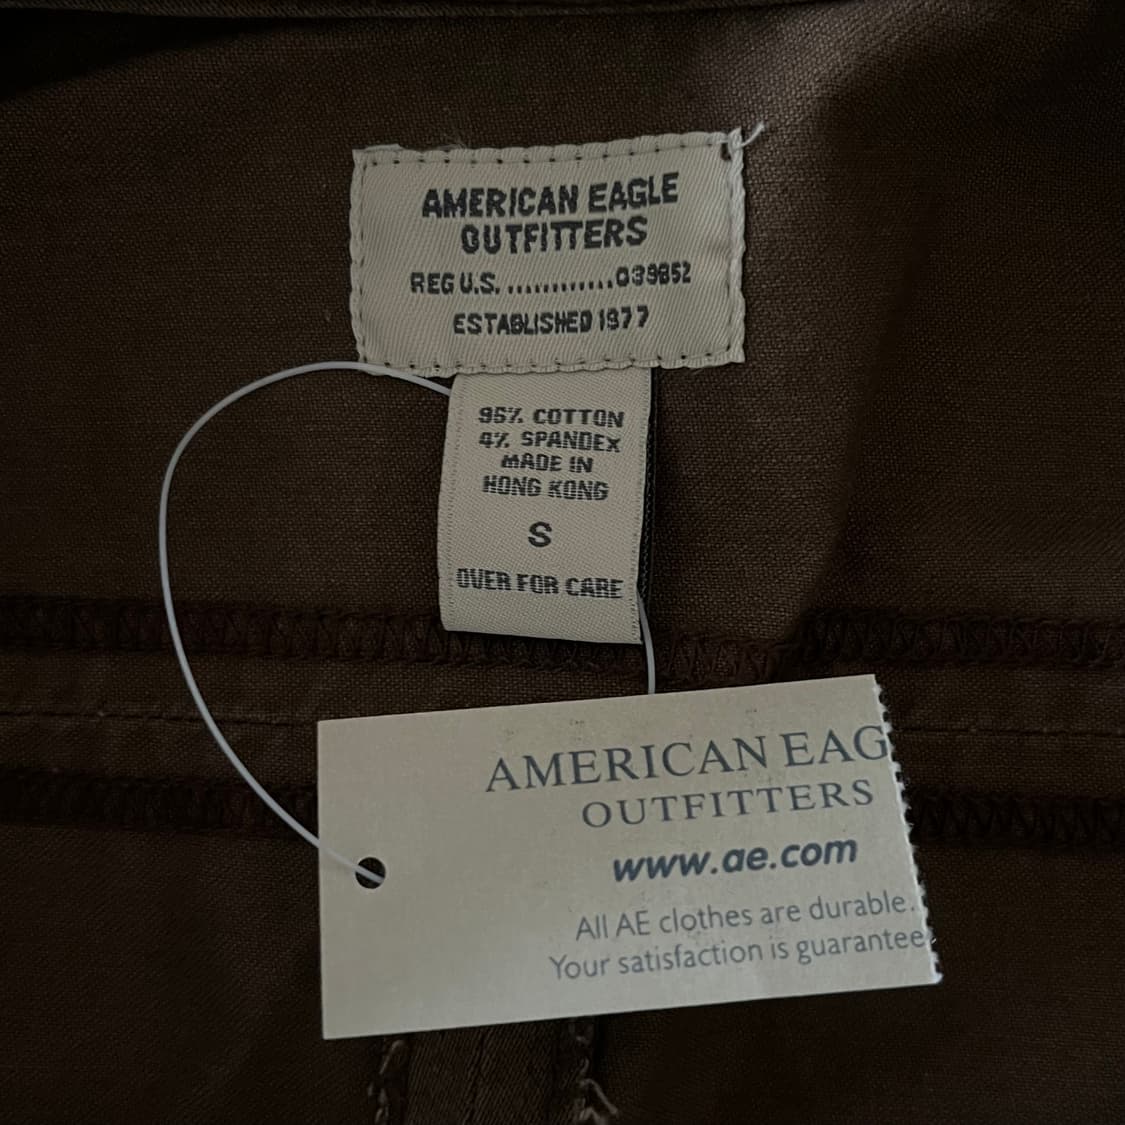 AMERICAN EAGLE
OUTFITTERS
REG U.S. ............039852
ESTABLISHED 1977
96% COTTON
4% SPANDEX
MADE IN
HONG KONG
S
OVER FOR CARE
AMERICAN EAG
OUTFITTERS
www.ae.com
All AE clothes are durable.
Your satisfaction is guarantee